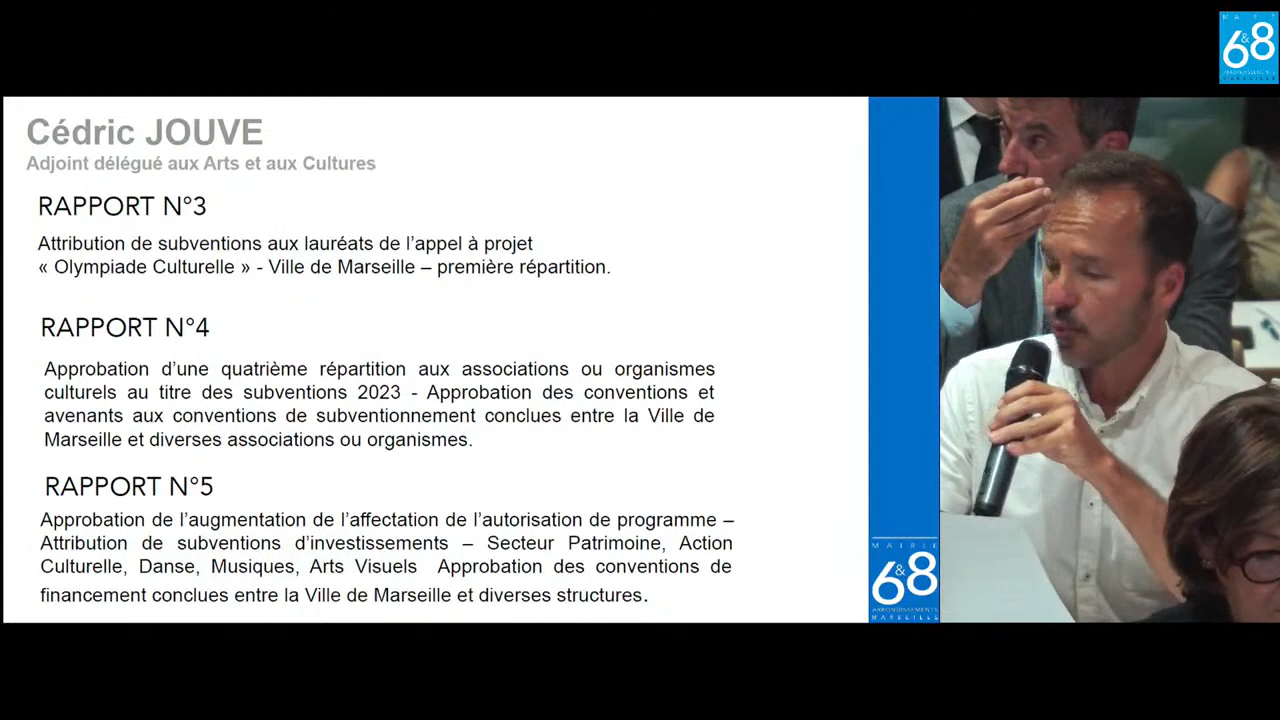 MAIRIE
6&8
ARRONDISSEMENTS
MARSEILLE
Cédric JOUVE
Adjoint délégué aux Arts et aux Cultures
RAPPORT N°3
Attribution de subventions aux lauréats de l’appel à projet
« Olympiade Culturelle » - Ville de Marseille – première répartition.
RAPPORT N°4
Approbation d’une quatrième répartition aux associations ou organismes
culturels au titre des subventions 2023 - Approbation des conventions et
avenants aux conventions de subventionnement conclues entre la Ville de
Marseille et diverses associations ou organismes.
RAPPORT N°5
Approbation de l’augmentation de l’affectation de l’autorisation de programme –
Attribution de subventions d’investissements – Secteur Patrimoine, Action
Culturelle, Danse, Musiques, Arts Visuels Approbation des conventions de
financement conclues entre la Ville de Marseille et diverses structures.
MAIRIE
6&8
ARRONDISSEMENTS
MARSEILLE